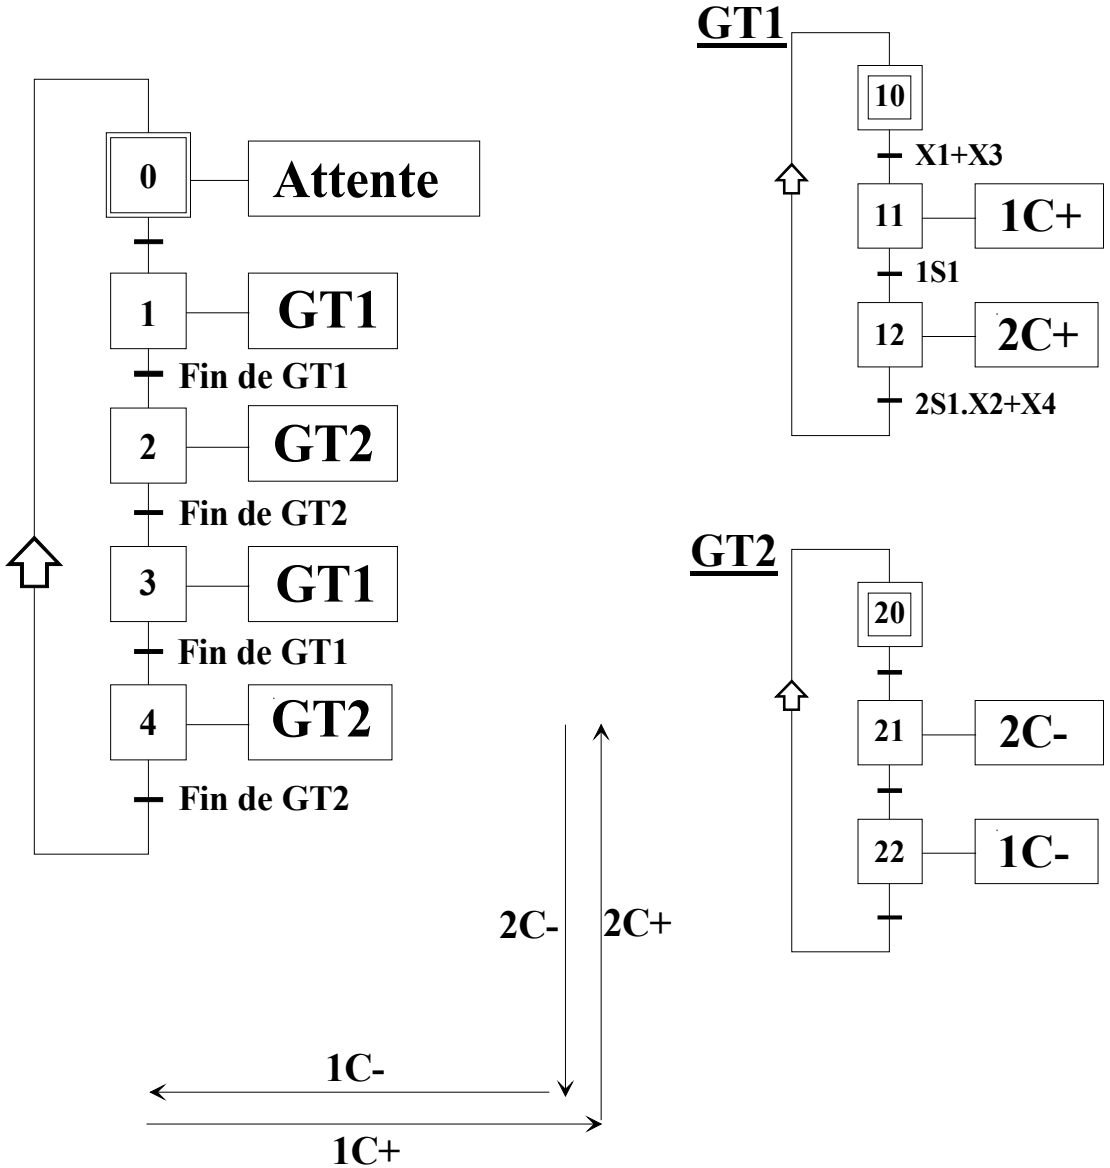 0
Attente
1
GT1
Fin de GT1
2
GT2
Fin de GT2
3
GT1
Fin de GT1
4
GT2
Fin de GT2
GT1
10
X1+X3
11
1C+
1S1
12
2C+
2S1.X2+X4
GT2
20
21
2C-
22
1C-
2C-
2C+
1C-
1C+